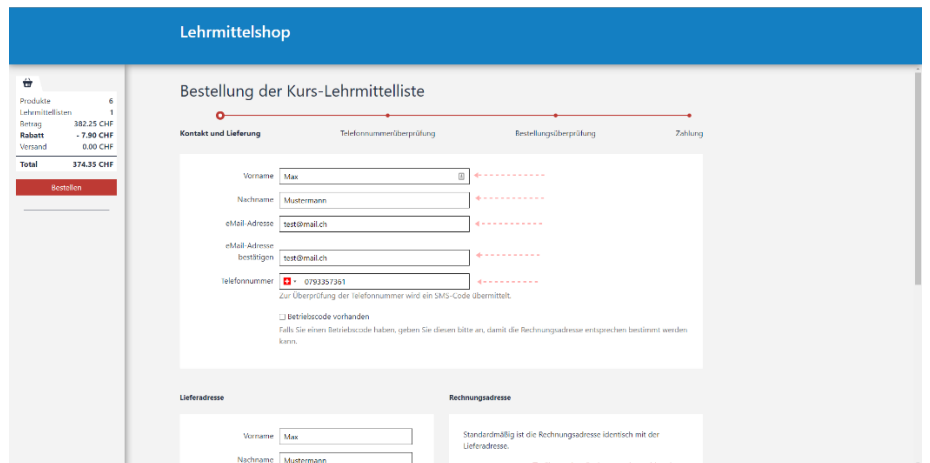 Lehrmittelshop
Produkte 6
Lehrmittellisten 1
Betrag 382.25 CHF
Rabatt - 7.90 CHF
Versand 0.00 CHF
Total 374.35 CHF
Bestellen
Bestellung der Kurs-Lehrmittelliste
Kontakt und Lieferung Telefonnummerüberprüfung Bestellungsüberprüfung Zahlung
Vorname Max
Nachname Mustermann
eMail-Adresse test@mail.ch
eMail-Adresse
bestätigen test@mail.ch
Telefonnummer 0793357361
Zur Überprüfung der Telefonnummer wird ein SMS-Code übermittelt.
Betriebscode vorhanden
Falls Sie einen Betriebscode haben, geben Sie diesen bitte an, damit die Rechnungsadresse entsprechen bestimmt werden
kann.
Lieferadresse
Vorname Max
Nachname Mustermann
Rechnungsadresse
Standardmäßig ist die Rechnungsadresse identisch mit der
Lieferadresse.